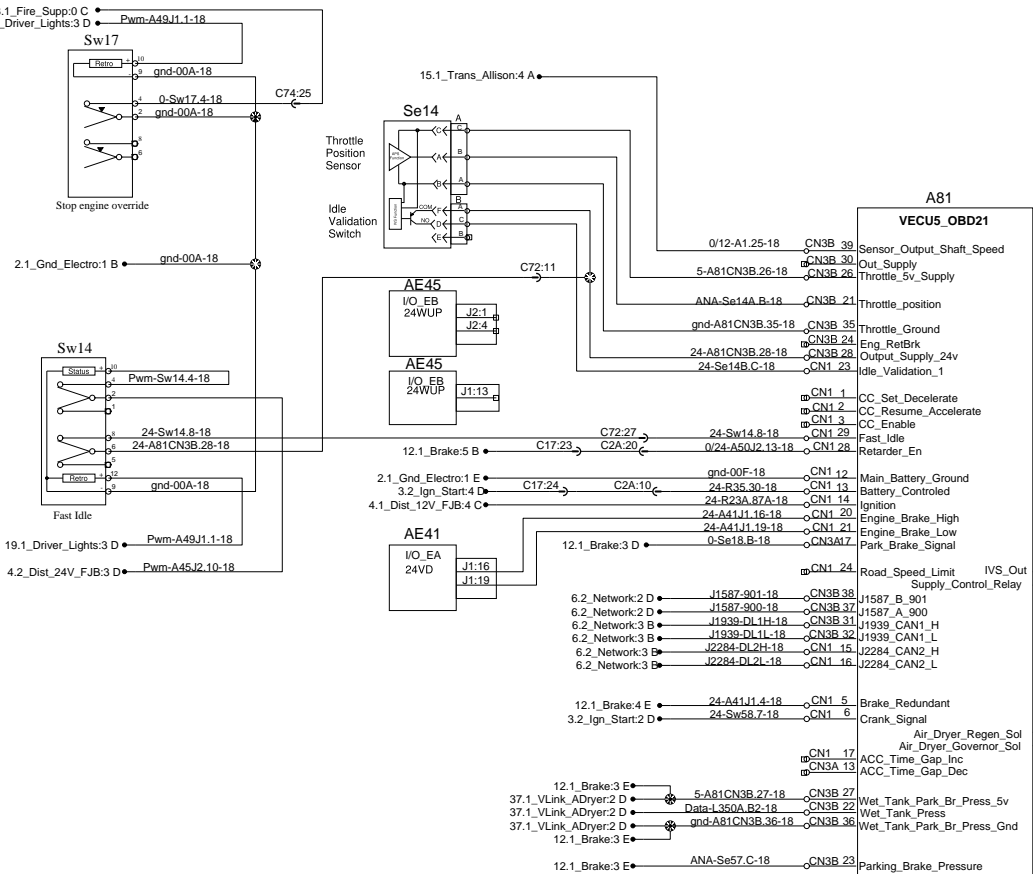 .1_Fire_Supp:0 C
_Driver_Lights:3 D
Pwm-A49J1.1-18
Sw17
Retro
+
10
-
9
gnd-00A-18
4
0-Sw17.4-18
C74:25
2
gnd-00A-18
8
6
Stop engine override
2.1_Gnd_Electro:1 B
gnd-00A-18
15.1_Trans_Allison:4 A
Se14
Throttle
Position
Sensor
Idle
Validation
Switch
A
C
C
A
B
B
A
B
COM
F
A
NO
D
C
E
B
C72:11
AE45
I/O_EB
24WUP
J2:1
J2:4
AE45
I/O_EB
24WUP
J1:13
Sw14
Status
+
10
4
Pwm-Sw14.4-18
2
1
8
24-Sw14.8-18
6
24-A81CN3B.28-18
5
Retro
+
12
-
9
gnd-00A-18
Fast Idle
19.1_Driver_Lights:3 D
Pwm-A49J1.1-18
4.2_Dist_24V_FJB:3 D
Pwm-A45J2.10-18
AE41
I/O_EA
24VD
J1:16
J1:19
A81
VECU5_OBD21
0/12-A1.25-18 CN3B 39 Sensor_Output_Shaft_Speed
CN3B 30 Out_Supply
5-A81CN3B.26-18 CN3B 26 Throttle_5v_Supply
ANA-Se14A.B-18 CN3B 21 Throttle_position
gnd-A81CN3B.35-18 CN3B 35 Throttle_Ground
CN3B 24 Eng_RetBrk
24-A81CN3B.28-18 CN3B 28 Output_Supply_24v
24-Se14B.C-18 CN1 23 Idle_Validation_1
CN1 1 CC_Set_Decelerate
CN1 2 CC_Resume_Accelerate
CN1 3 CC_Enable
C72:27 24-Sw14.8-18 CN1 29 Fast_Idle
12.1_Brake:5 B C17:23 C2A:20 0/24-A50J2.13-18 CN1 28 Retarder_En
2.1_Gnd_Electro:1 E gnd-00F-18 CN1 12 Main_Battery_Ground
3.2_Ign_Start:4 D C17:24 C2A:10 24-R35.30-18 CN1 13 Battery_Controled
4.1_Dist_12V_FJB:4 C 24-R23A.87A-18 CN1 14 Ignition
24-A41J1.16-18 CN1 20 Engine_Brake_High
24-A41J1.19-18 CN1 21 Engine_Brake_Low
12.1_Brake:3 D 0-Se18.B-18 CN3A17 Park_Brake_Signal
CN1 24 Road_Speed_Limit IVS_Out
Supply_Control_Relay
6.2_Network:2 D J1587-901-18 CN3B 38 J1587_B_901
6.2_Network:2 D J1587-900-18 CN3B 37 J1587_A_900
6.2_Network:3 B J1939-DL1H-18 CN3B 31 J1939_CAN1_H
6.2_Network:3 B J1939-DL1L-18 CN3B 32 J1939_CAN1_L
6.2_Network:3 B J2284-DL2H-18 CN1 15 J2284_CAN2_H
6.2_Network:3 B J2284-DL2L-18 CN1 16 J2284_CAN2_L
12.1_Brake:4 E 24-A41J1.4-18 CN1 5 Brake_Redundant
3.2_Ign_Start:2 D 24-Sw58.7-18 CN1 6 Crank_Signal
Air_Dryer_Regen_Sol
Air_Dryer_Governor_Sol
CN1 17 ACC_Time_Gap_Inc
CN3A 13 ACC_Time_Gap_Dec
12.1_Brake:3 E
37.1_VLink_ADryer:2 D 5-A81CN3B.27-18 CN3B 27 Wet_Tank_Park_Br_Press_5v
37.1_VLink_ADryer:2 D Data-L350A.B2-18 CN3B 22 Wet_Tank_Press
37.1_VLink_ADryer:2 D gnd-A81CN3B.36-18 CN3B 36 Wet_Tank_Park_Br_Press_Gnd
12.1_Brake:3 E
12.1_Brake:3 E ANA-Se57.C-18 CN3B 23 Parking_Brake_Pressure